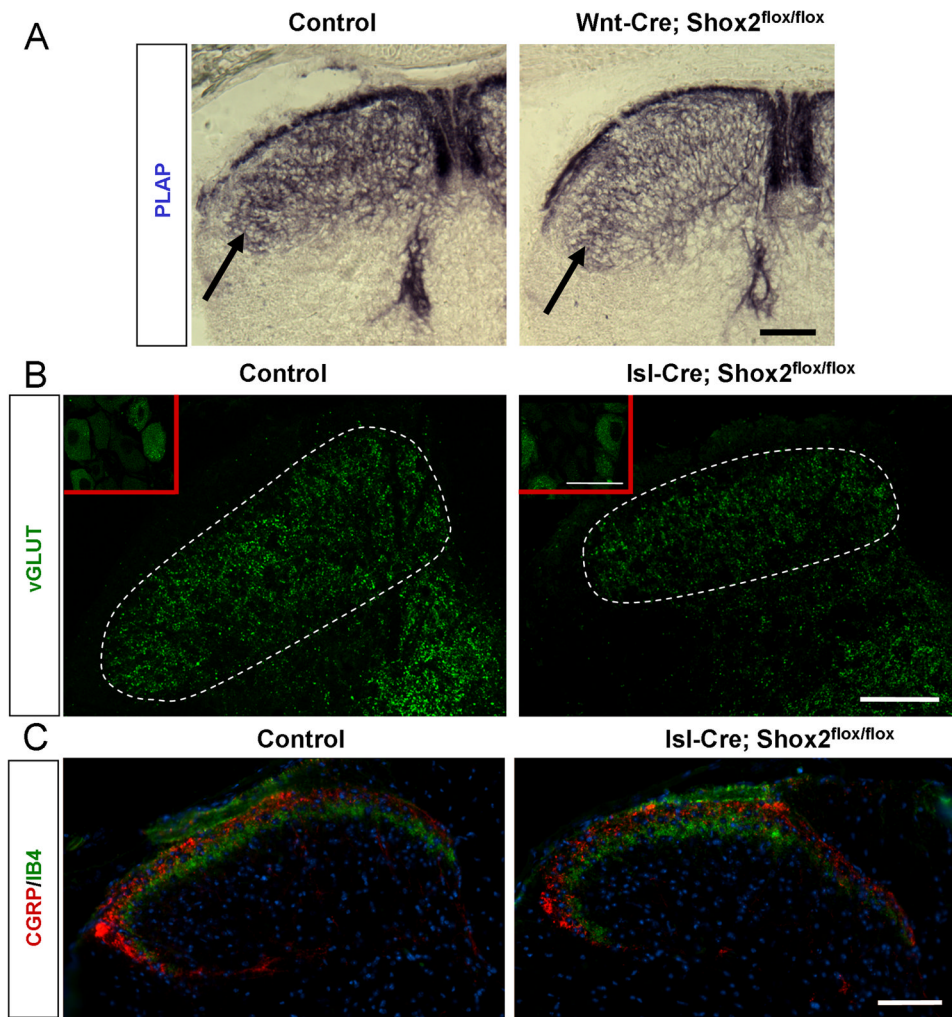 A
Control
Wnt-Cre; Shox2flox/flox
PLAP
B
Control
Isl-Cre; Shox2flox/flox
vGLUT
C
Control
Isl-Cre; Shox2flox/flox
CGRP/IB4